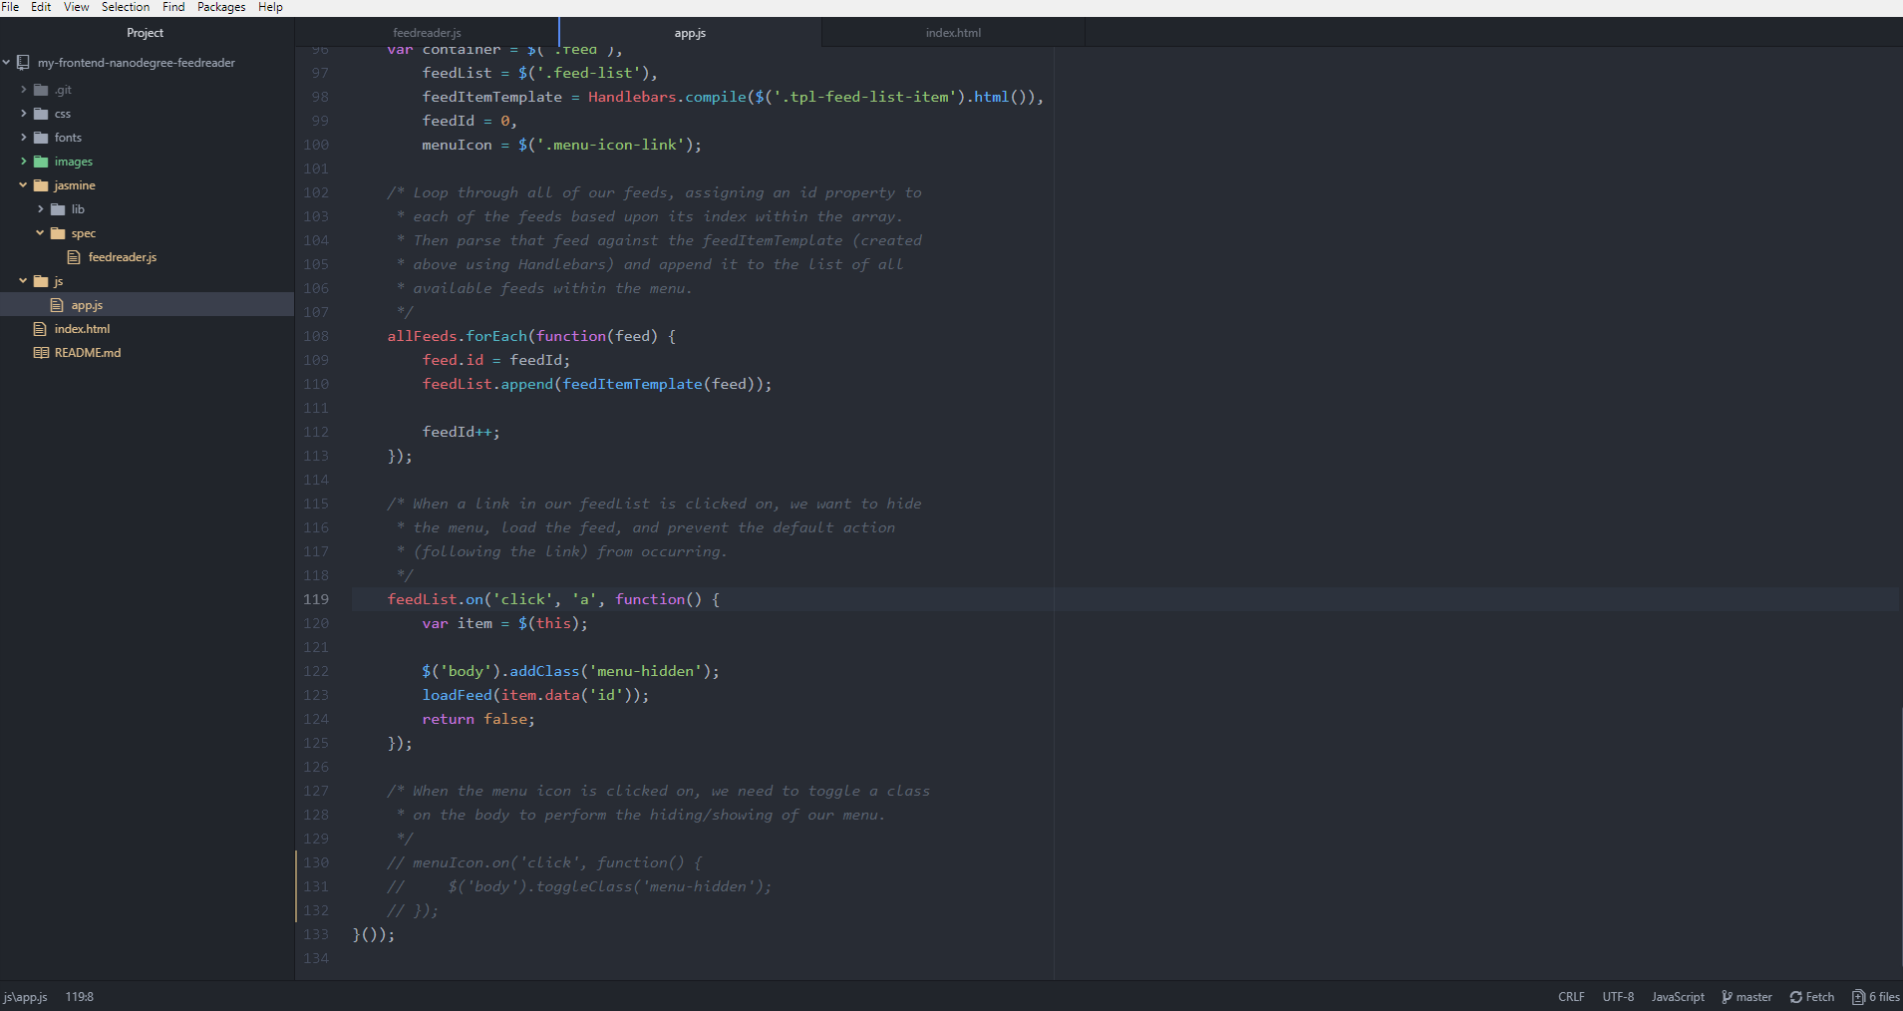 File Edit View Selection Find Packages Help
Project
my-frontend-nanodegree-feedreader
.git
css
fonts
images
jasmine
lib
spec
feedreader.js
js
app.js
index.html
README.md
feedreader.js app.js index.html
96 var container = $('.feed'),
97 feedList = $('.feed-list'),
98 feedItemTemplate = Handlebars.compile($('.tpl-feed-list-item').html()),
99 feedId = 0,
100 menuIcon = $('.menu-icon-link');
101
102 /* Loop through all of our feeds, assigning an id property to
103 * each of the feeds based upon its index within the array.
104 * Then parse that feed against the feedItemTemplate (created
105 * above using Handlebars) and append it to the list of all
106 * available feeds within the menu.
107 */
108 allFeeds.forEach(function(feed) {
109 feed.id = feedId;
110 feedList.append(feedItemTemplate(feed));
111
112 feedId++;
113 });
114
115 /* When a link in our feedList is clicked on, we want to hide
116 * the menu, load the feed, and prevent the default action
117 * (following the link) from occurring.
118 */
119 feedList.on('click', 'a', function() {
120 var item = $(this);
121
122 $('body').addClass('menu-hidden');
123 loadFeed(item.data('id'));
124 return false;
125 });
126
127 /* When the menu icon is clicked on, we need to toggle a class
128 * on the body to perform the hiding/showing of our menu.
129 */
130 // menuIcon.on('click', function() {
131 // $('body').toggleClass('menu-hidden');
132 // });
133 }());
134
js\app.js 119:8 CRLF UTF-8 JavaScript master Fetch 6 files